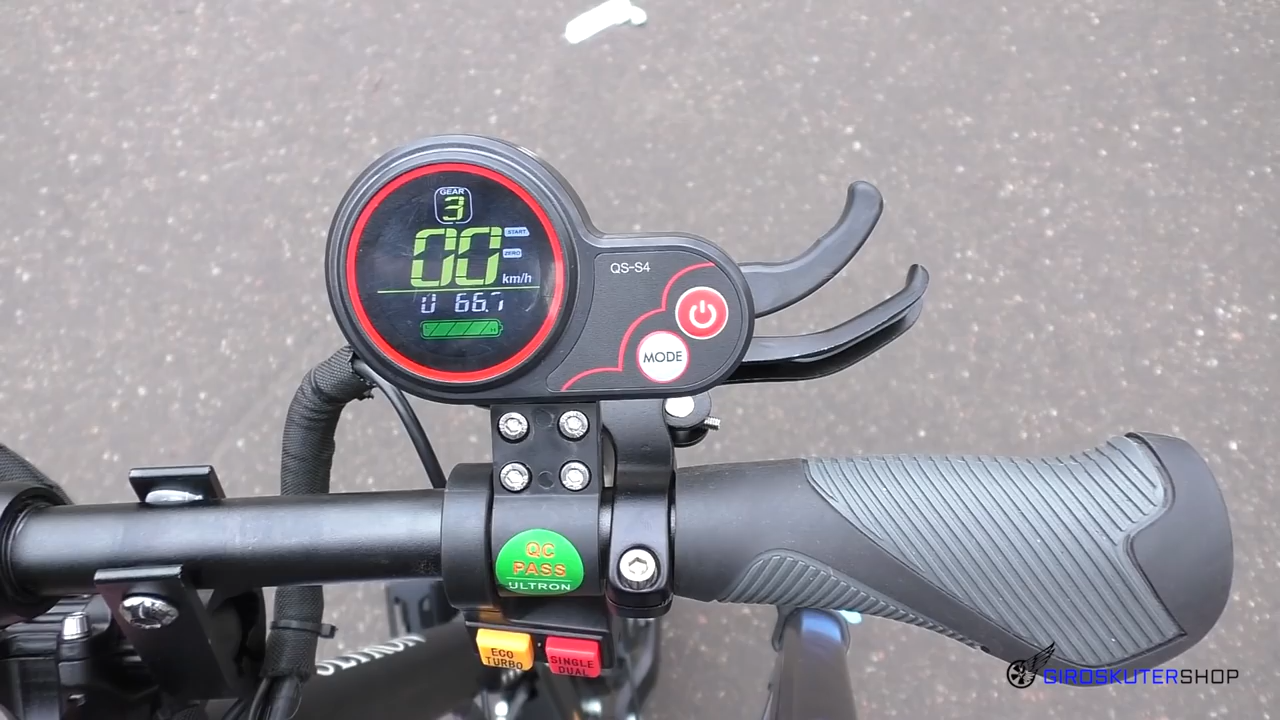 GEAR
3
00
START
ZERO
km/h
U 66.7
QS-S4
MODE
QC
PASS
ULTRON
ECO
TURBO
SINGLE
DUAL
ULTRON
GIROSKUTERSHOP